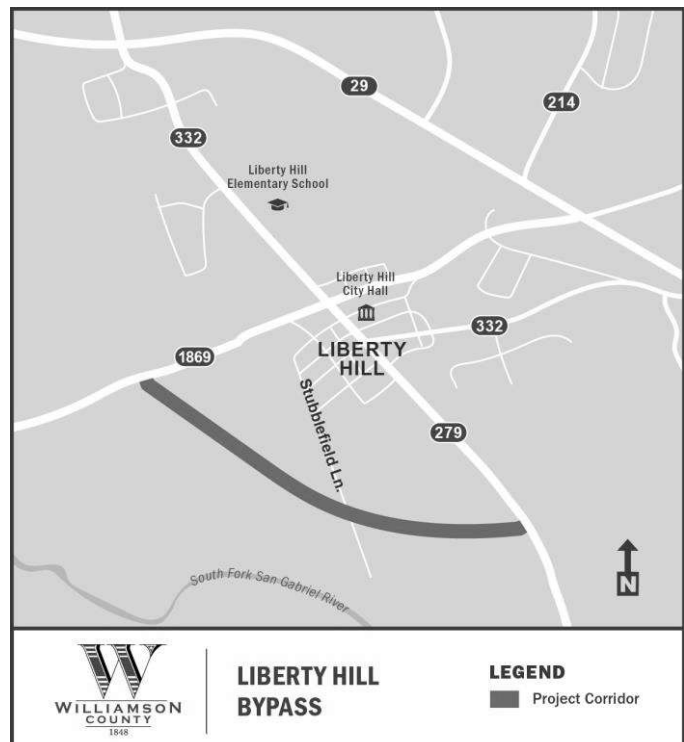 29
214
332
Liberty Hill
Elementary School
Liberty Hill
City Hall
332
LIBERTY
HILL
1869
Stubblefield Ln.
279
N
South Fork San Gabriel River
W
WILLIAMSON
COUNTY
1848
LIBERTY HILL
BYPASS
LEGEND
Project Corridor